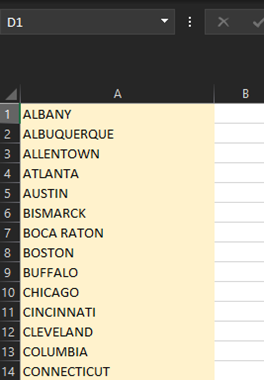 D1
A B
1 ALBANY
2 ALBUQUERQUE
3 ALLENTOWN
4 ATLANTA
5 AUSTIN
6 BISMARCK
7 BOCA RATON
8 BOSTON
9 BUFFALO
10 CHICAGO
11 CINCINNATI
12 CLEVELAND
13 COLUMBIA
14 CONNECTICUT